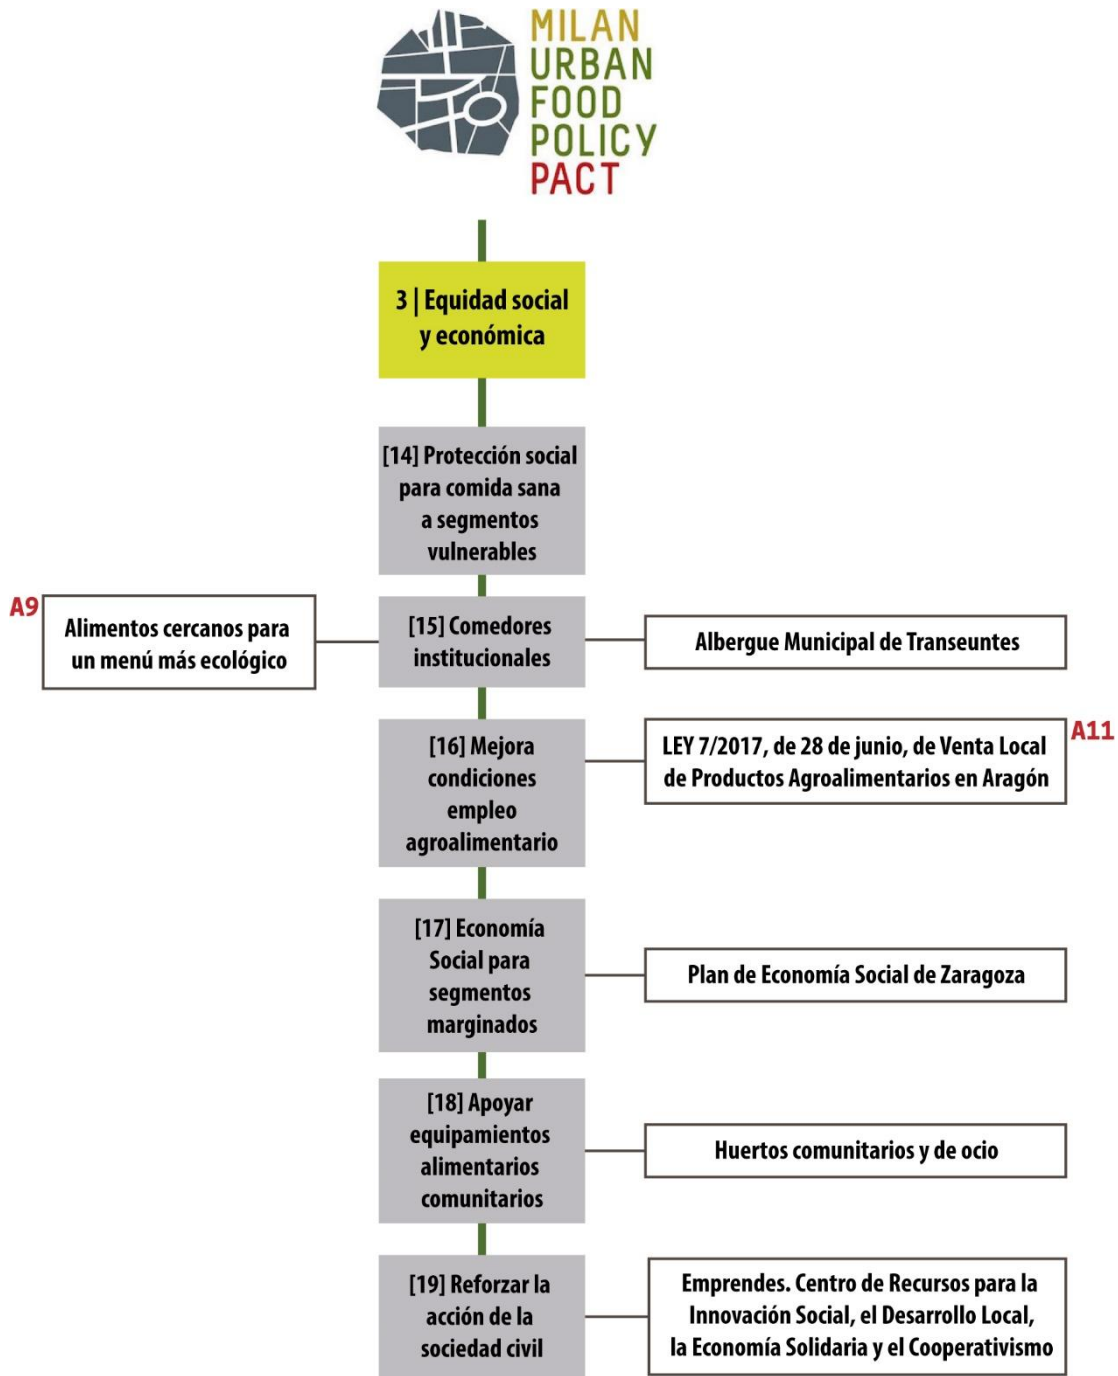 MILAN
URBAN
FOOD
POLICY
PACT
3 | Equidad social
y económica
[14] Protección social
para comida sana
a segmentos
vulnerables
A9
Alimentos cercanos para
un menú más ecológico
[15] Comedores
institucionales
Albergue Municipal de Transeuntes
[16] Mejora
condiciones
empleo
agroalimentario
LEY 7/2017, de 28 de junio, de Venta Local
de Productos Agroalimentarios en Aragón
A11
[17] Economía
Social para
segmentos
marginados
Plan de Economía Social de Zaragoza
[18] Apoyar
equipamientos
alimentarios
comunitarios
Huertos comunitarios y de ocio
[19] Reforzar la
acción de la
sociedad civil
Emprendes. Centro de Recursos para la
Innovación Social, el Desarrollo Local,
la Economía Solidaria y el Cooperativismo